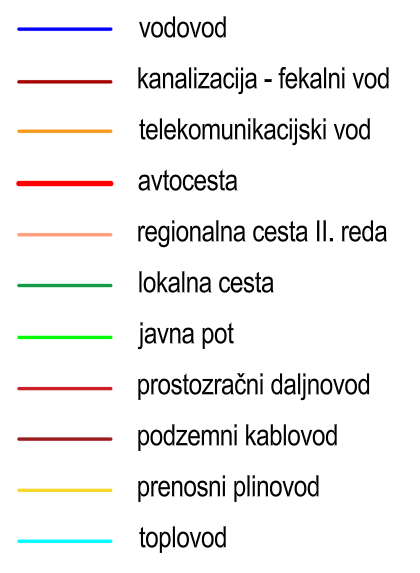 vodovod
kanalizacija - fekalni vod
telekomunikacijski vod
avtocesta
regionalna cesta II. reda
lokalna cesta
javna pot
prostozračni daljnovod
podzemni kablovod
prenosni plinovod
toplovod